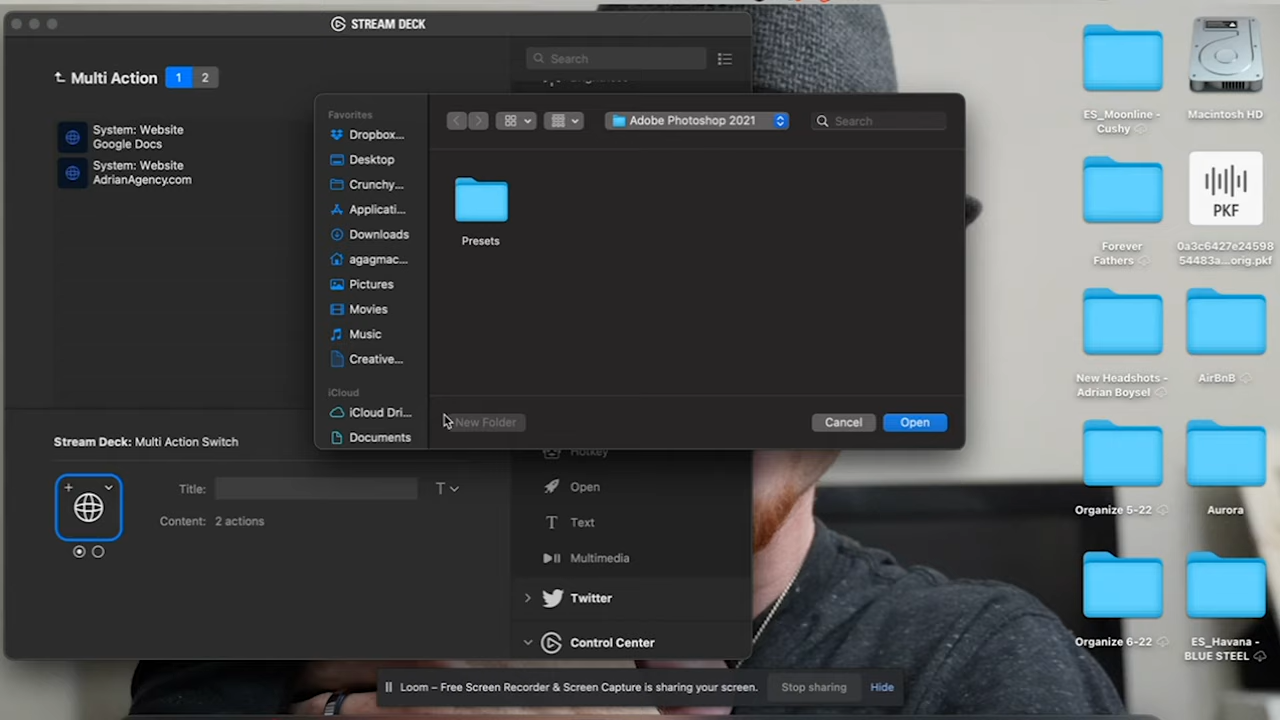 STREAM DECK
Multi Action 1 2
Search
System: Website
Google Docs
System: Website
AdrianAgency.com
Favorites
Dropbox...
Desktop
Crunchy...
Applicati...
Downloads
agagmac...
Pictures
Movies
Music
Creative...
iCloud
iCloud Dri...
Documents
Adobe Photoshop 2021
Search
Presets
New Folder
Cancel
Open
Stream Deck: Multi Action Switch
Title:
T
Content: 2 actions
Hotkey
Open
T Text
Multimedia
Twitter
Control Center
ES_Moonline -
Cushy
Macintosh HD
PKF
Forever
Fathers
0a3c6427e24598
54483a...orig.pkf
New Headshots -
Adrian Boysel
AirBnB
Organize 5-22
Aurora
Organize 6-22
ES_Havana -
BLUE STEEL
Loom – Free Screen Recorder & Screen Capture is sharing your screen.
Stop sharing
Hide